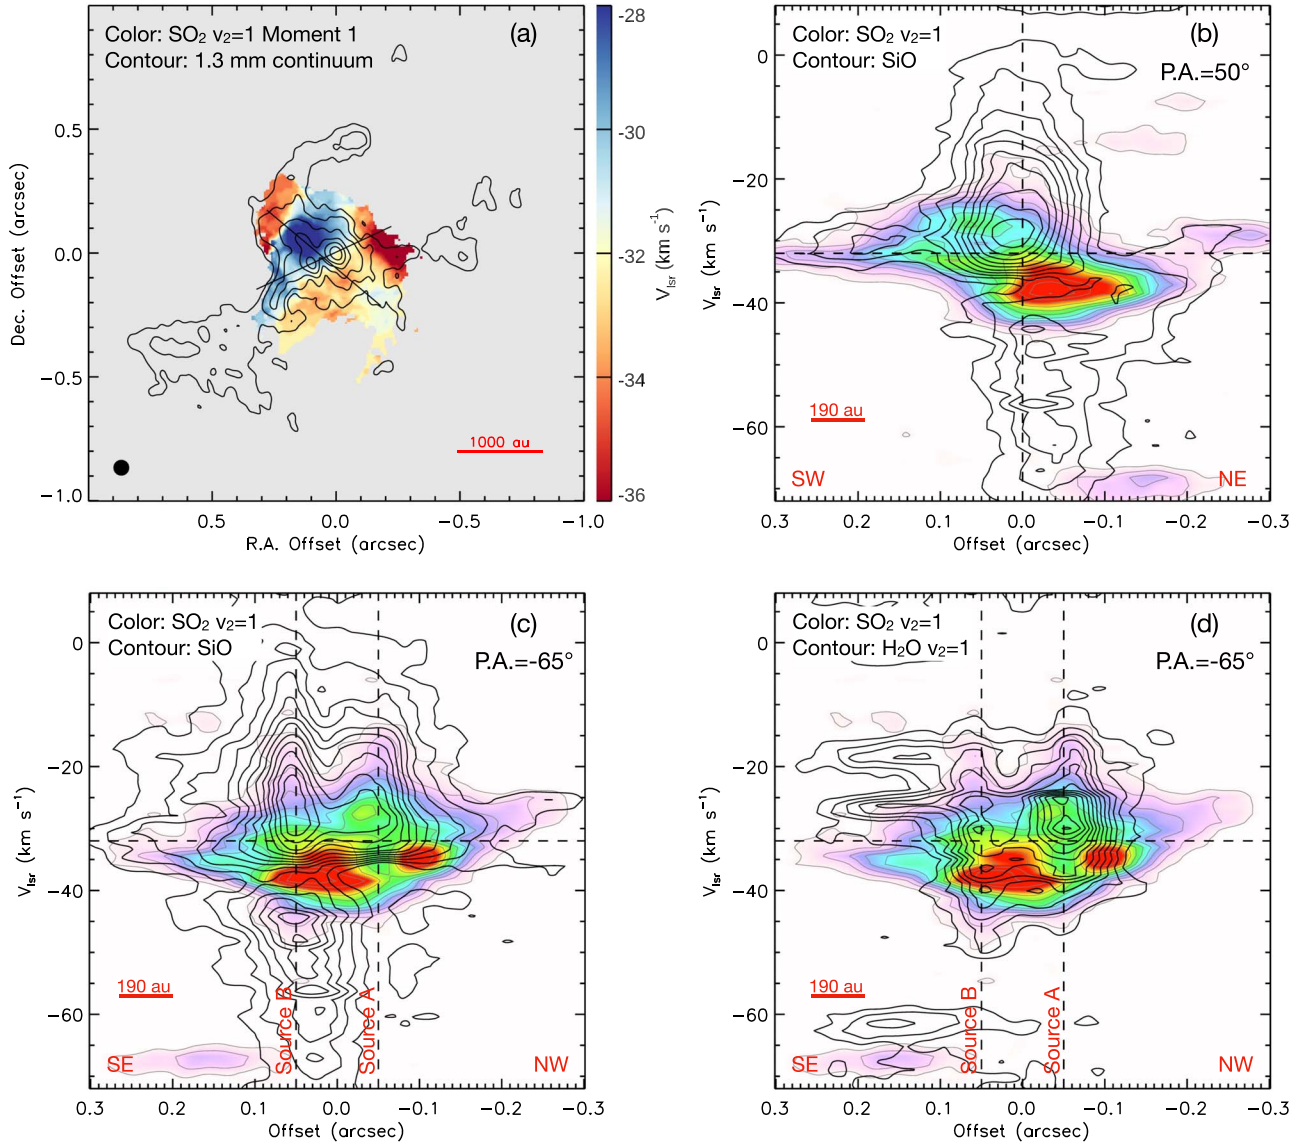 Color: SO₂ v₂=1 Moment 1
Contour: 1.3 mm continuum
(a)
0.5
0.0
−0.5
−1.0
Dec. Offset (arcsec)
1000 au
0.5
0.0
−0.5
−1.0
R.A. Offset (arcsec)
-28
-30
-32
-34
-36
V_lsr (km s⁻¹)
Color: SO₂ v₂=1
Contour: SiO
(b)
P.A.=50°
0
−20
−40
−60
V_lsr (km s⁻¹)
190 au
SW
NE
0.3
0.2
0.1
0.0
−0.1
−0.2
−0.3
Offset (arcsec)
Color: SO₂ v₂=1
Contour: SiO
(c)
P.A.=-65°
0
−20
−40
−60
V_lsr (km s⁻¹)
190 au
Source B
Source A
SE
NW
0.3
0.2
0.1
0.0
−0.1
−0.2
−0.3
Offset (arcsec)
Color: SO₂ v₂=1
Contour: H₂O v₂=1
(d)
P.A.=-65°
0
−20
−40
−60
V_lsr (km s⁻¹)
190 au
Source B
Source A
SE
NW
0.3
0.2
0.1
0.0
−0.1
−0.2
−0.3
Offset (arcsec)